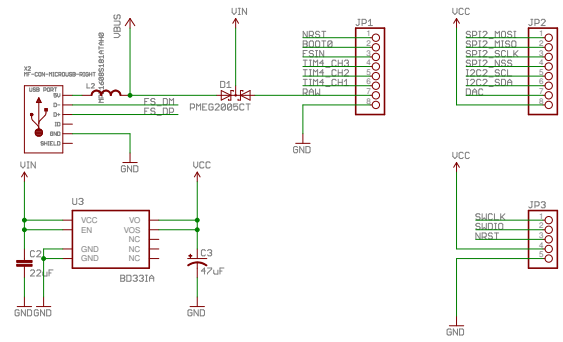 VIN
VCC
JP1
JP2
VBUS
NRST 1
BOOT0 2
FSIN 3
TIM4_CH3 4
TIM4_CH2 5
TIM4_CH1 6
RAW 7
8
SPI2_MOSI 1
SPI2_MISO 2
SPI2_SCLK 3
SPI2_NSS 4
I2C2_SCL 5
I2C2_SDA 6
DAC 7
8
X2
MF-CON-MICROUSB-RIGHT
USB PORT
5V
D-
D+
ID
GND
SHIELD
L2
FS_DM
FS_DP
D1
PMEG2005CT
GND
GND
VIN
VCC
VCC
U3
VCC VO
EN VOS
NC
GND NC
GND NC
BD33IA
C2
22uF
C3
47uF
GND
GND
GND
JP3
SWCLK 1
SWDIO 2
NRST 3
4
5
GND